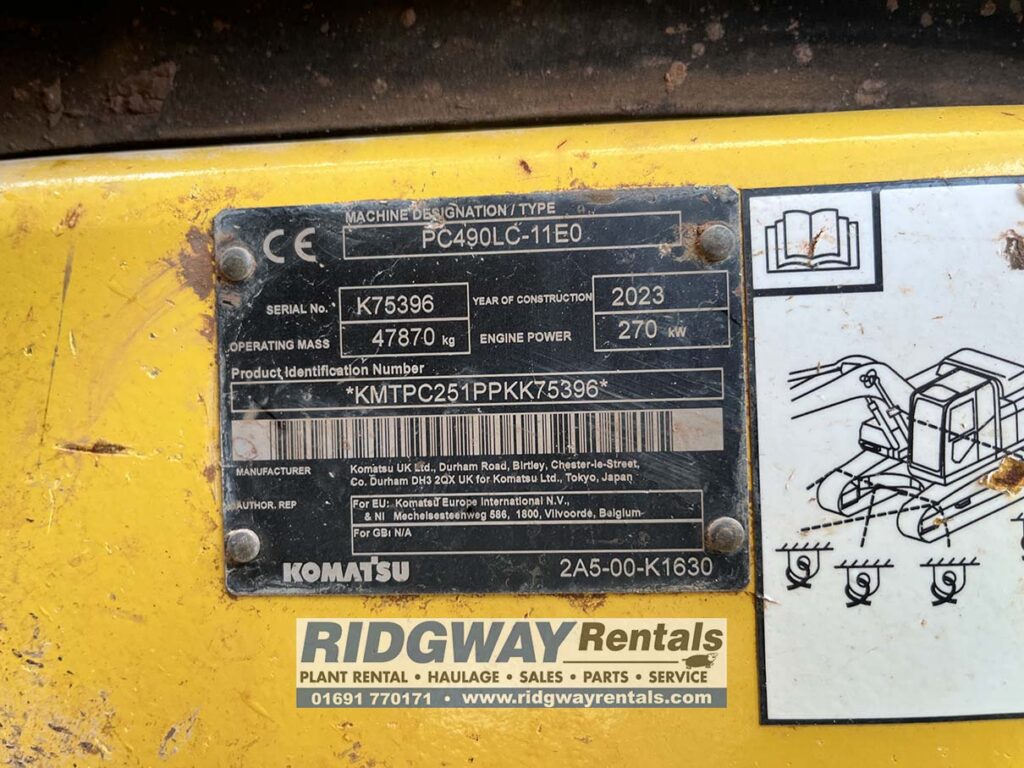 CE
MACHINE DESIGNATION / TYPE
PC490LC-11E0
SERIAL No. K75396 YEAR OF CONSTRUCTION 2023
OPERATING MASS 47870 kg ENGINE POWER 270 kW
Product Identification Number
*KMTPC251PPKK75396*
MANUFACTURER Komatsu UK Ltd., Durham Road, Birtley, Chester-le-Street,
Co. Durham DH3 2QX UK for Komatsu Ltd., Tokyo, Japan
AUTHOR. REP For EU: Komatsu Europe International N.V.,
& NI Mechelsesteenweg 586, 1800, Vilvoorde, Belgium
For GB: N/A
KOMATSU 2A5-00-K1630
RIDGWAY Rentals
PLANT RENTAL • HAULAGE • SALES • PARTS • SERVICE
01691 770171 • www.ridgwayrentals.com